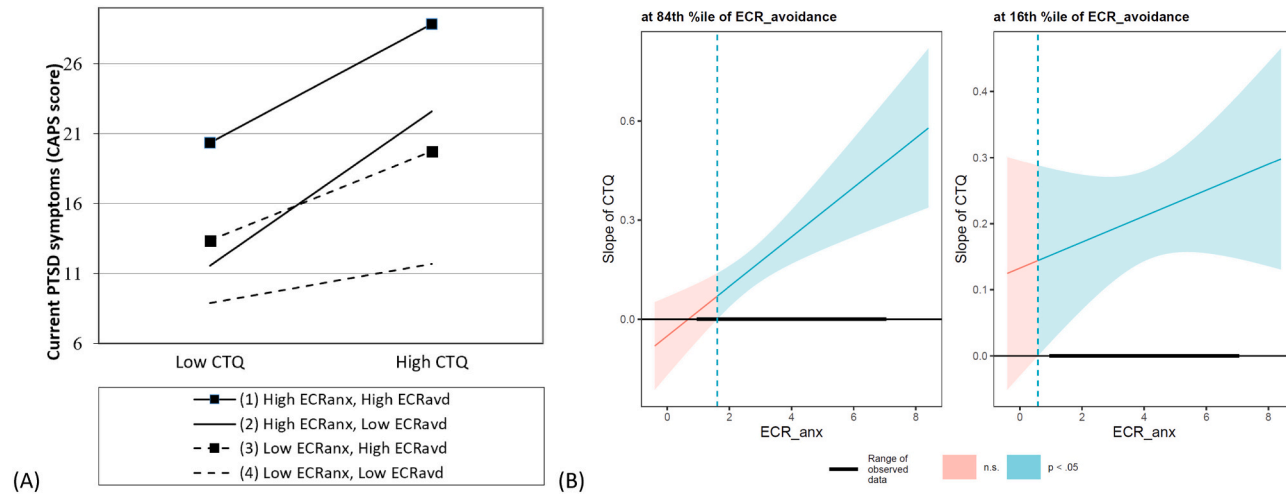 Current PTSD symptoms (CAPS score)
26
21
16
11
6
Low CTQ
High CTQ
(1) High ECRanx, High ECRavd
(2) High ECRanx, Low ECRavd
(3) Low ECRanx, High ECRavd
(4) Low ECRanx, Low ECRavd
(A)
at 84th %ile of ECR_avoidance
Slope of CTQ
0.6
0.3
0.0
0
2
4
6
8
ECR_anx
at 16th %ile of ECR_avoidance
Slope of CTQ
0.4
0.3
0.2
0.1
0.0
0
2
4
6
8
ECR_anx
Range of
observed
data
n.s.
p < .05
(B)